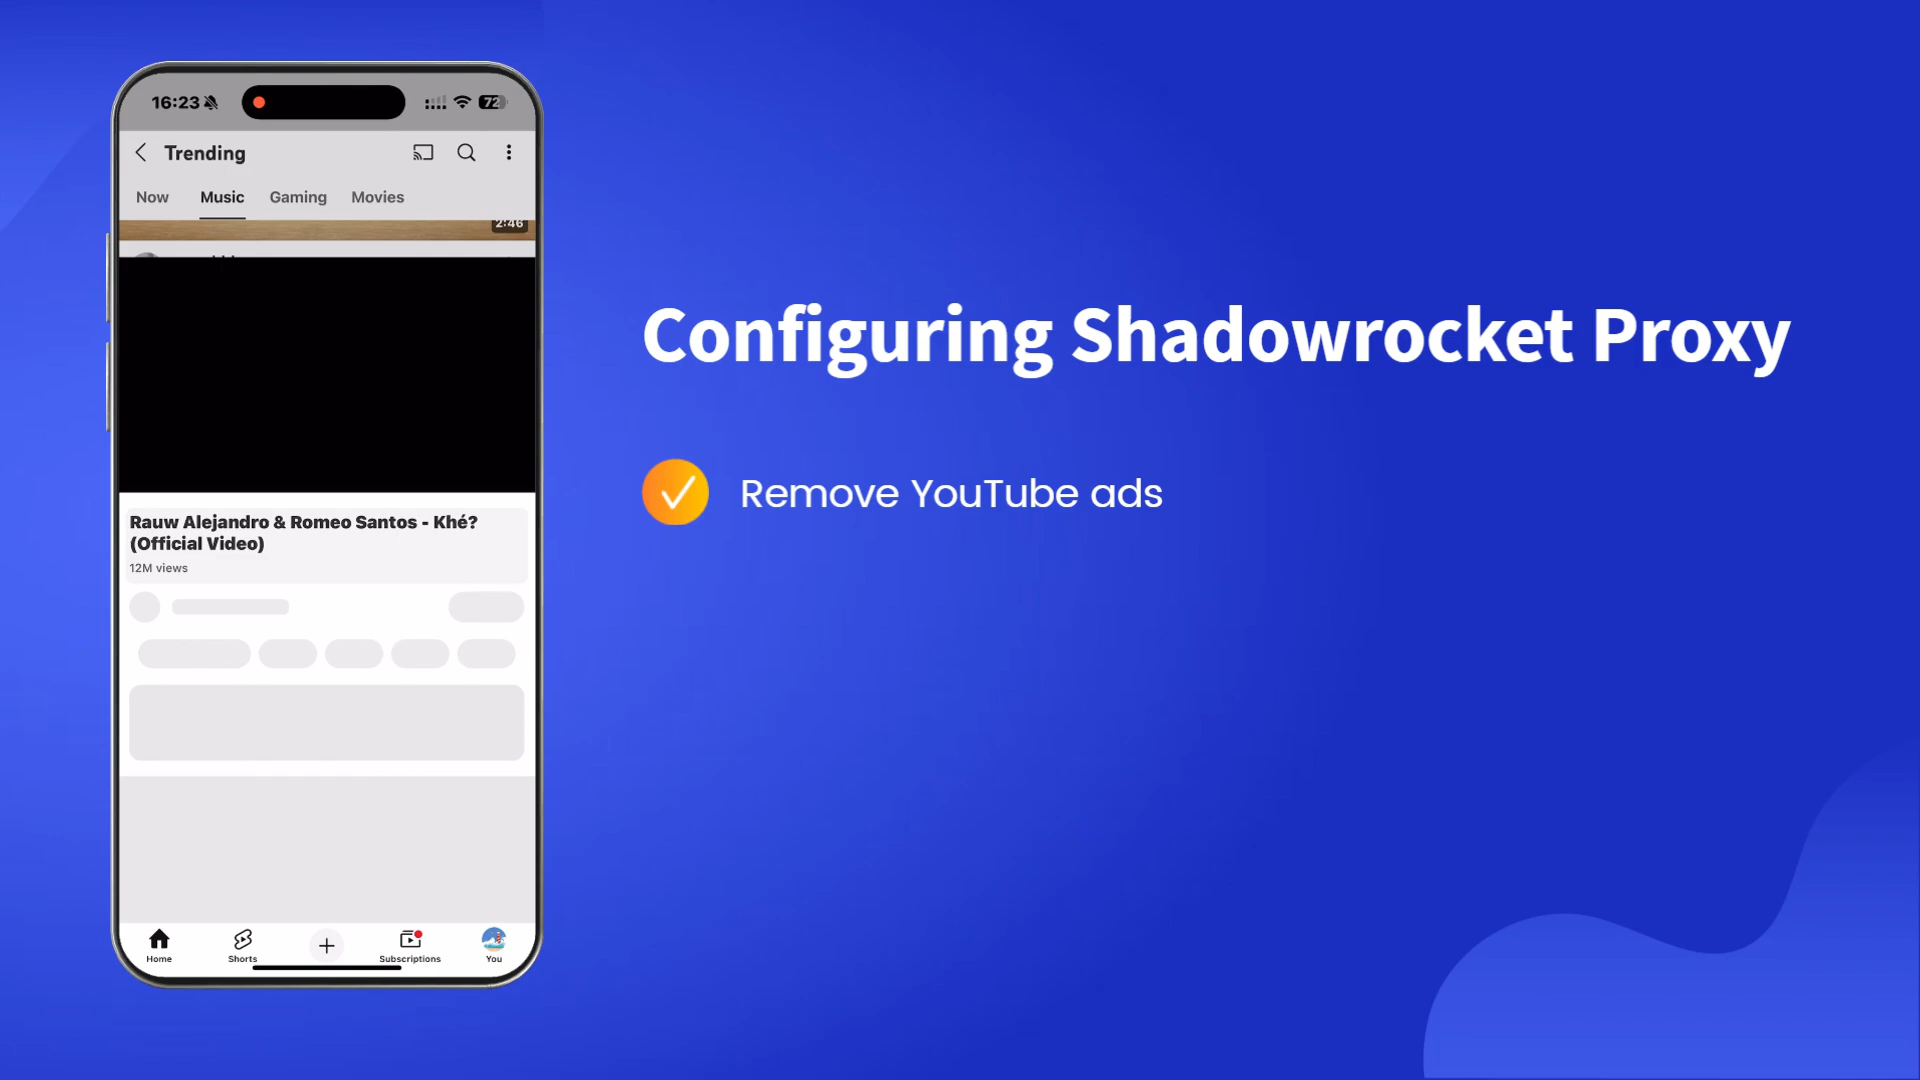 16:23
72
Trending
Now Music Gaming Movies
2:46
Rauw Alejandro & Romeo Santos - Khé?
(Official Video)
12M views
Home Shorts Subscriptions You
Configuring Shadowrocket Proxy
Remove YouTube ads